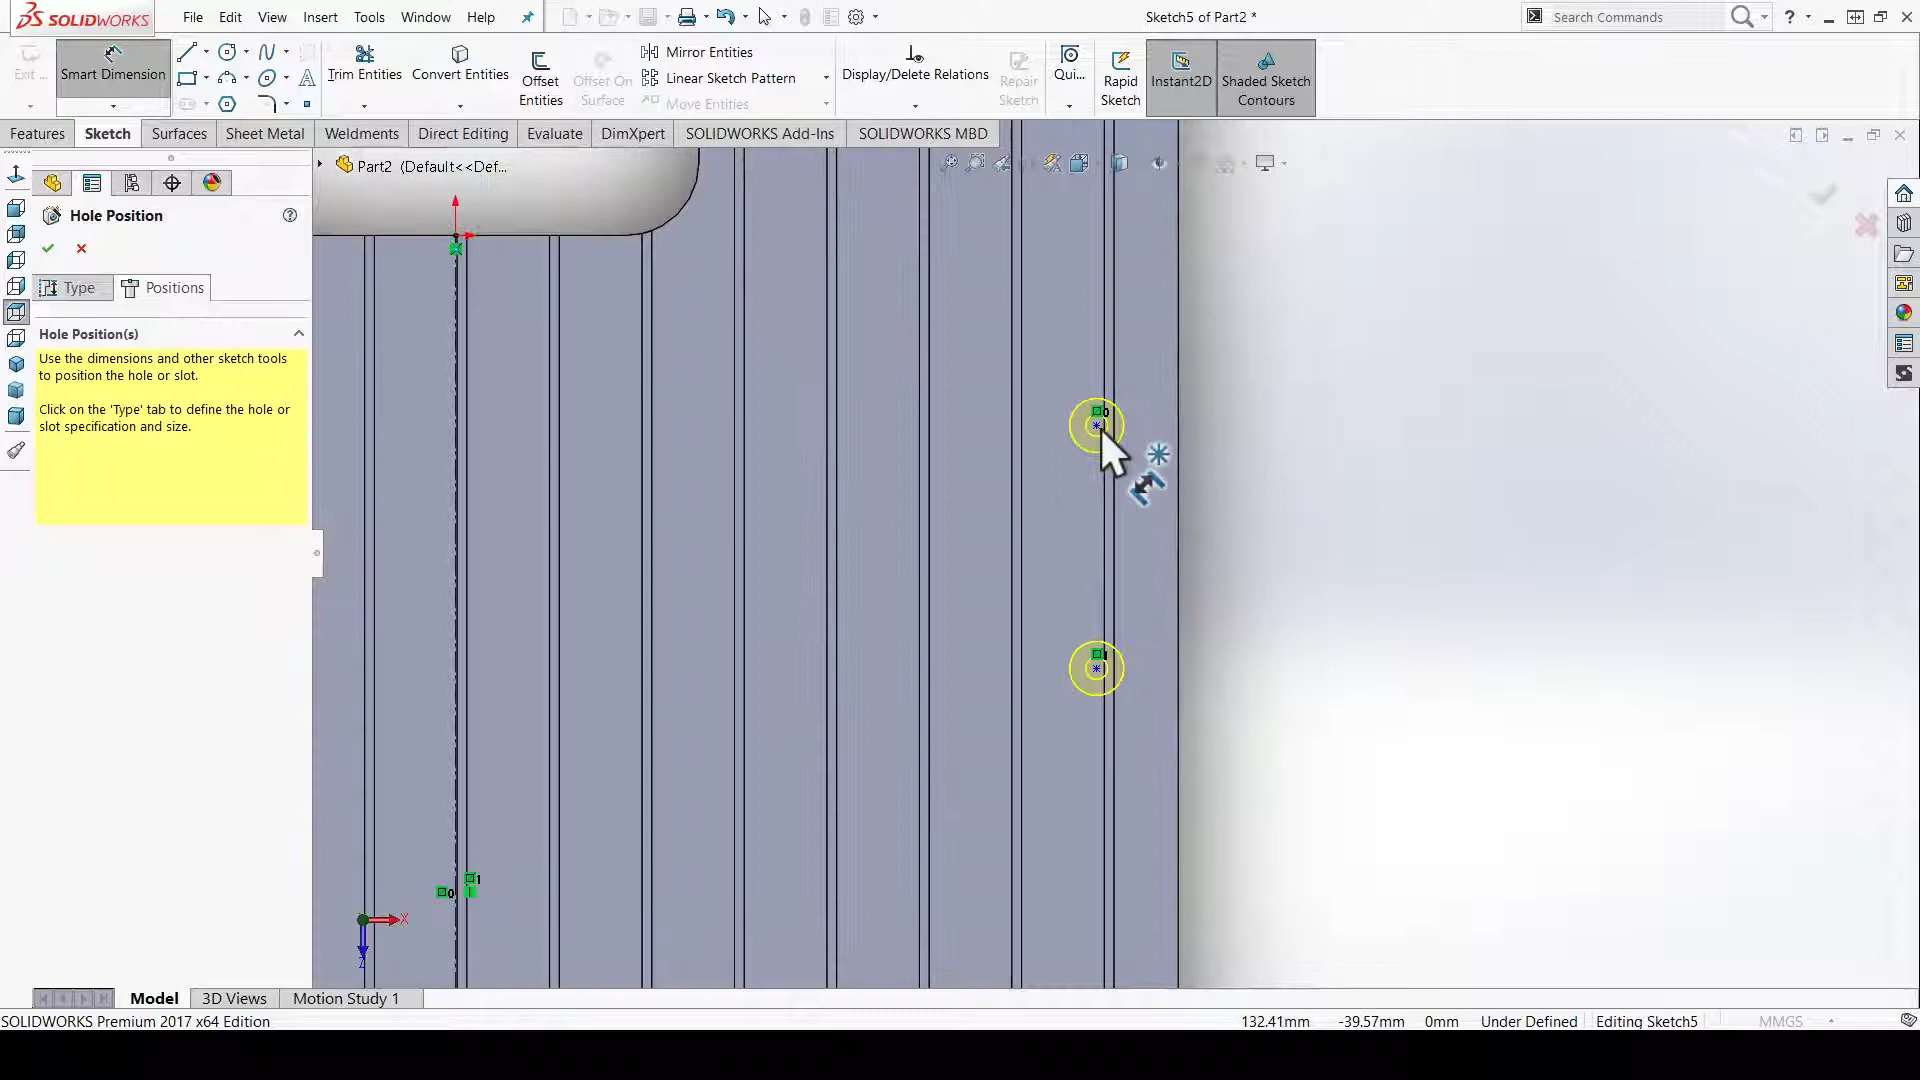 SOLIDWORKS
File Edit View Insert Tools Window Help
Sketch5 of Part2 *
Search Commands
Exit ...
Smart Dimension
Trim Entities
Convert Entities
Offset Entities
Offset On Surface
Mirror Entities
Linear Sketch Pattern
Move Entities
Display/Delete Relations
Repair Sketch
Qui...
Rapid Sketch
Instant2D
Shaded Sketch Contours
Features Sketch Surfaces Sheet Metal Weldments Direct Editing Evaluate DimXpert SOLIDWORKS Add-Ins SOLIDWORKS MBD
Part2 (Default<<Def...
Hole Position
Type Positions
Hole Position(s)
Use the dimensions and other sketch tools
to position the hole or slot.
Click on the 'Type' tab to define the hole or
slot specification and size.
0
1
0 1
X
Z
Model 3D Views Motion Study 1
SOLIDWORKS Premium 2017 x64 Edition
132.41mm -39.57mm 0mm Under Defined Editing Sketch5 MMGS